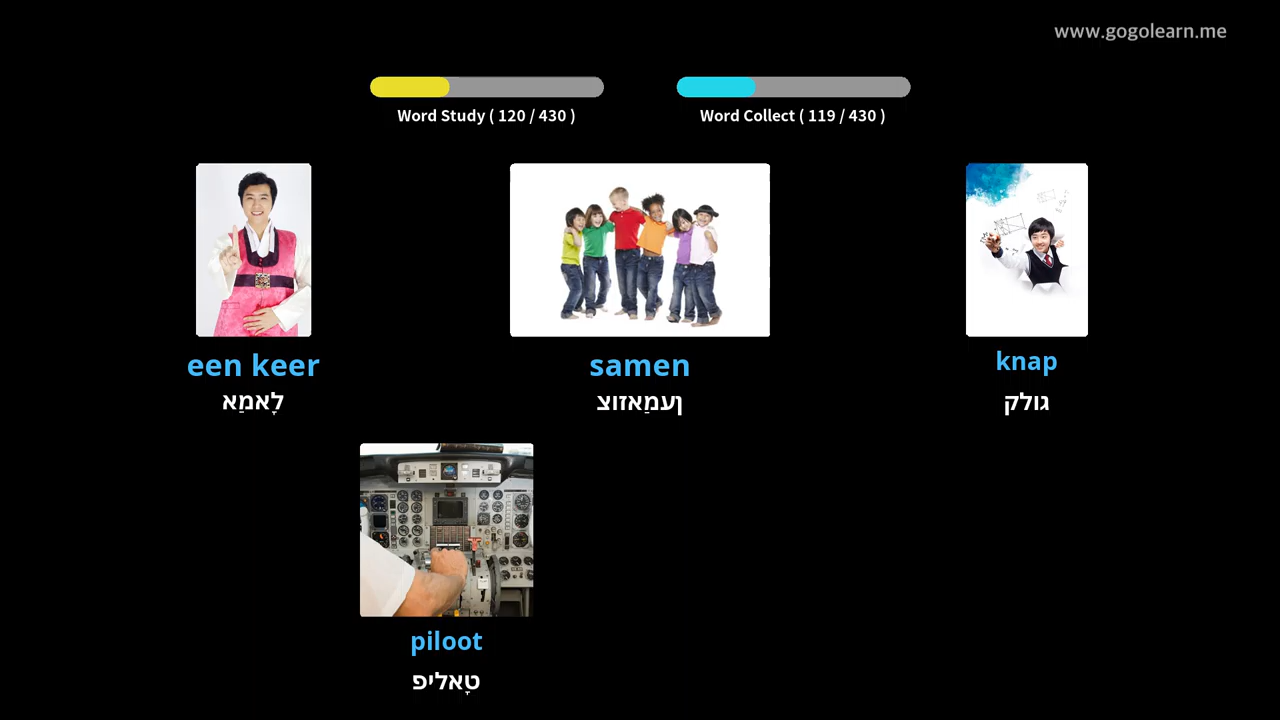 www.gogolearn.me
Word Study ( 120 / 430 )
Word Collect ( 119 / 430 )
een keer
לָאמַא
samen
ןעמַאזוצ
knap
גולק
piloot
טָאליפ